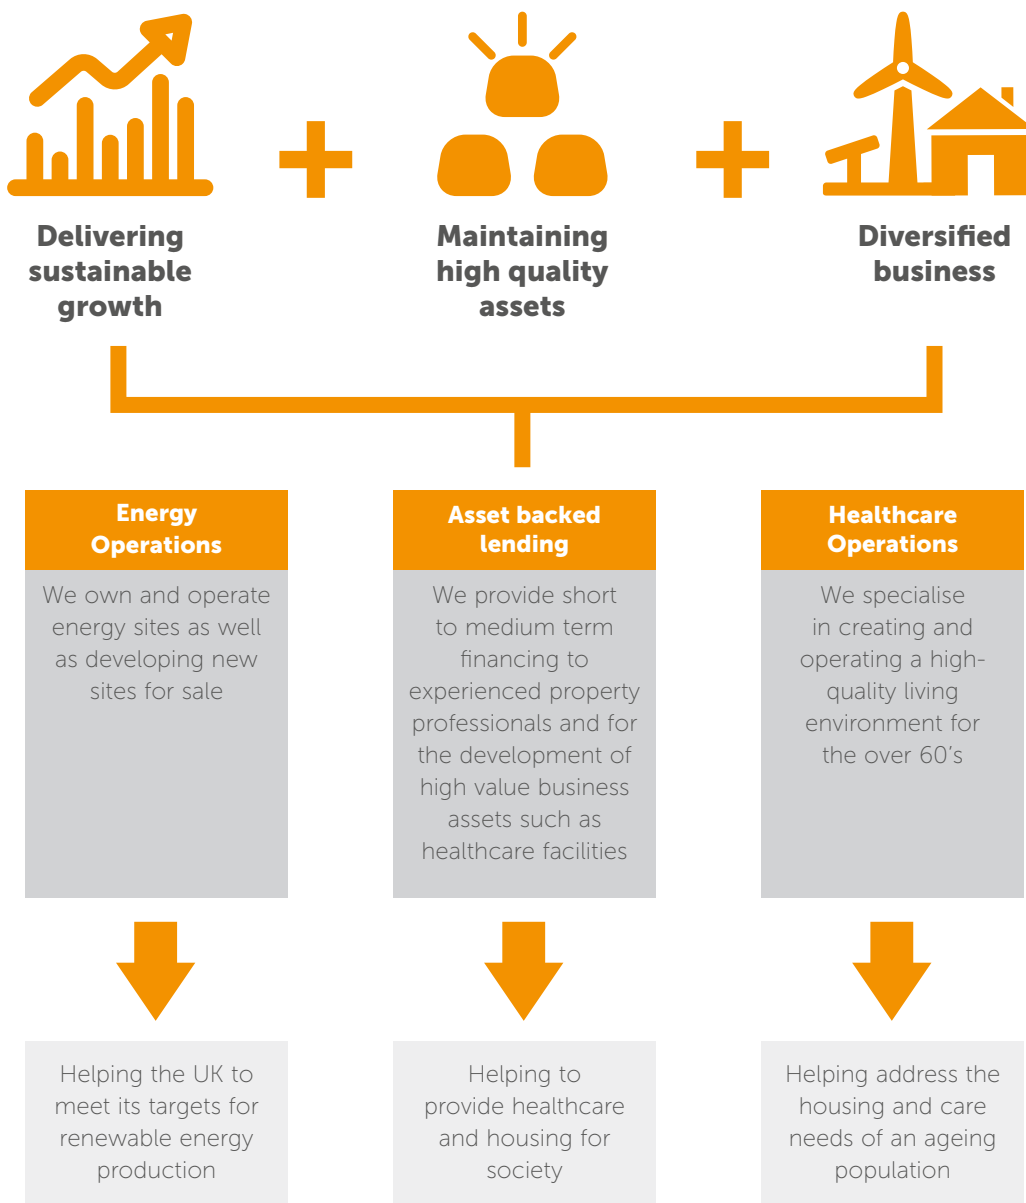 Delivering
sustainable
growth
Maintaining
high quality
assets
Diversified
business
Energy
Operations
We own and operate
energy sites as well
as developing new
sites for sale
Asset backed
lending
We provide short
to medium term
financing to
experienced property
professionals and for
the development of
high value business
assets such as
healthcare facilities
Healthcare
Operations
We specialise
in creating and
operating a high-
quality living
environment for
the over 60's
Helping the UK to
meet its targets for
renewable energy
production
Helping to
provide healthcare
and housing for
society
Helping address the
housing and care
needs of an ageing
population